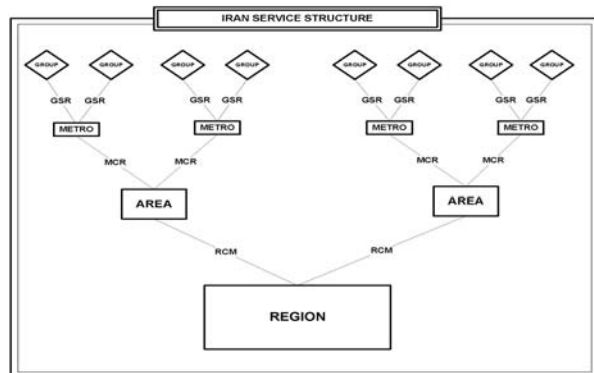 IRAN SERVICE STRUCTURE
GROUP GROUP GROUP GROUP GROUP GROUP GROUP GROUP
GSR GSR GSR GSR GSR GSR GSR GSR
METRO METRO METRO METRO
MCR MCR MCR MCR
AREA AREA
RCM RCM
REGION